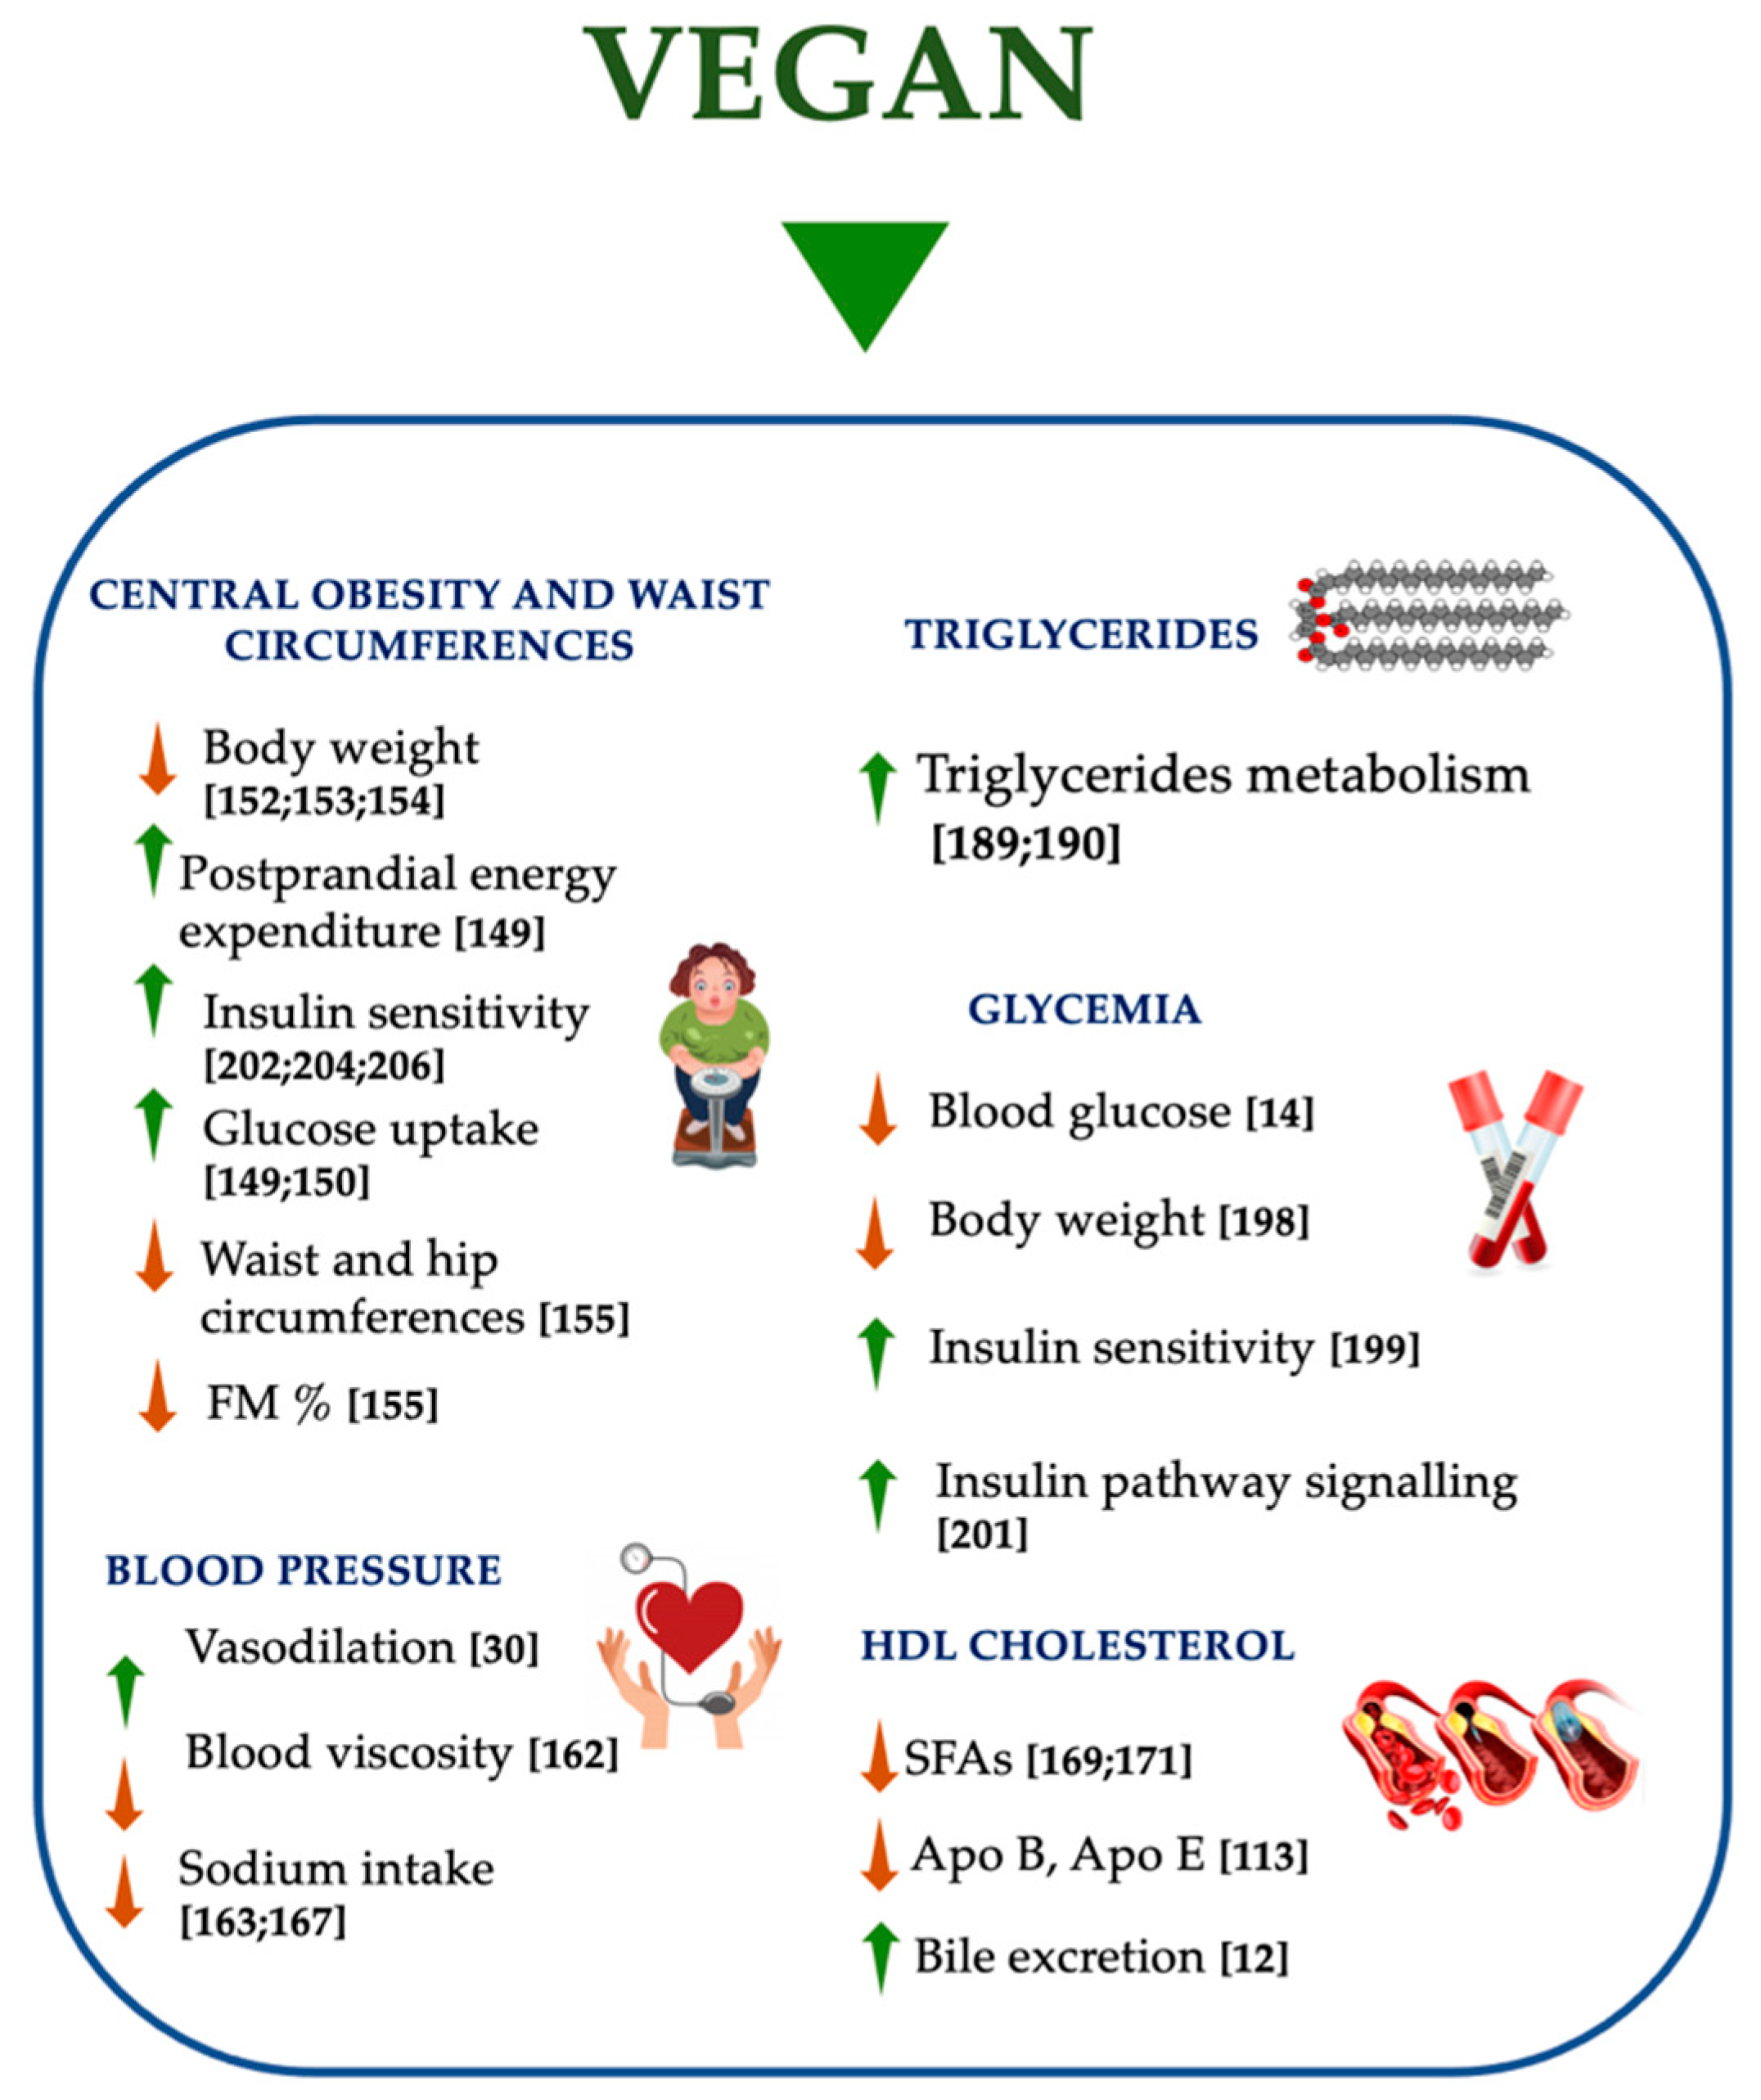 VEGAN
CENTRAL OBESITY AND WAIST
CIRCUMFERENCES
Body weight
[152;153;154]
Postprandial energy
expenditure [149]
Insulin sensitivity
[202;204;206]
Glucose uptake
[149;150]
Waist and hip
circumferences [155]
FM % [155]
BLOOD PRESSURE
Vasodilation [30]
Blood viscosity [162]
Sodium intake
[163;167]
TRIGLYCERIDES
Triglycerides metabolism
[189;190]
GLYCEMIA
Blood glucose [14]
Body weight [198]
Insulin sensitivity [199]
Insulin pathway signalling
[201]
HDL CHOLESTEROL
SFAs [169;171]
Apo B, Apo E [113]
Bile excretion [12]